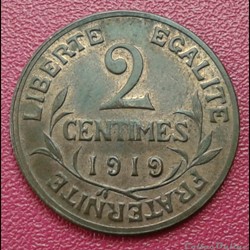 LIBERTE EGALITE
FRATERNITE
2
CENTIMES
1919